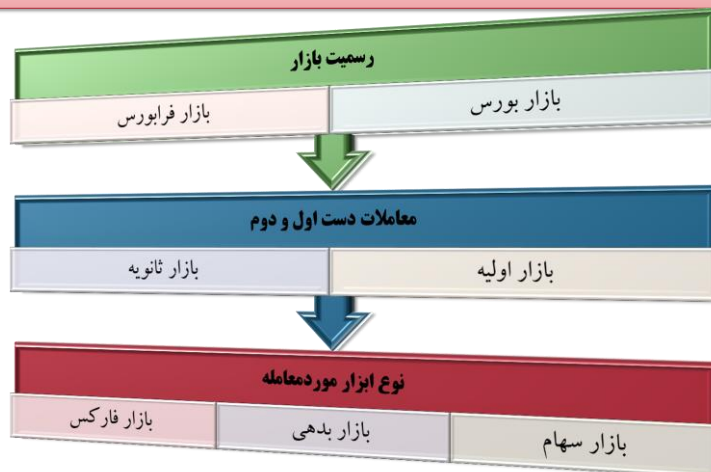 رسمیت بازار
بازار بورس
بازار فرابورس
معاملات دست اول و دوم
بازار اولیه
بازار ثانویه
نوع ابزار موردمعامله
بازار سهام
بازار بدهی
بازار فارکس